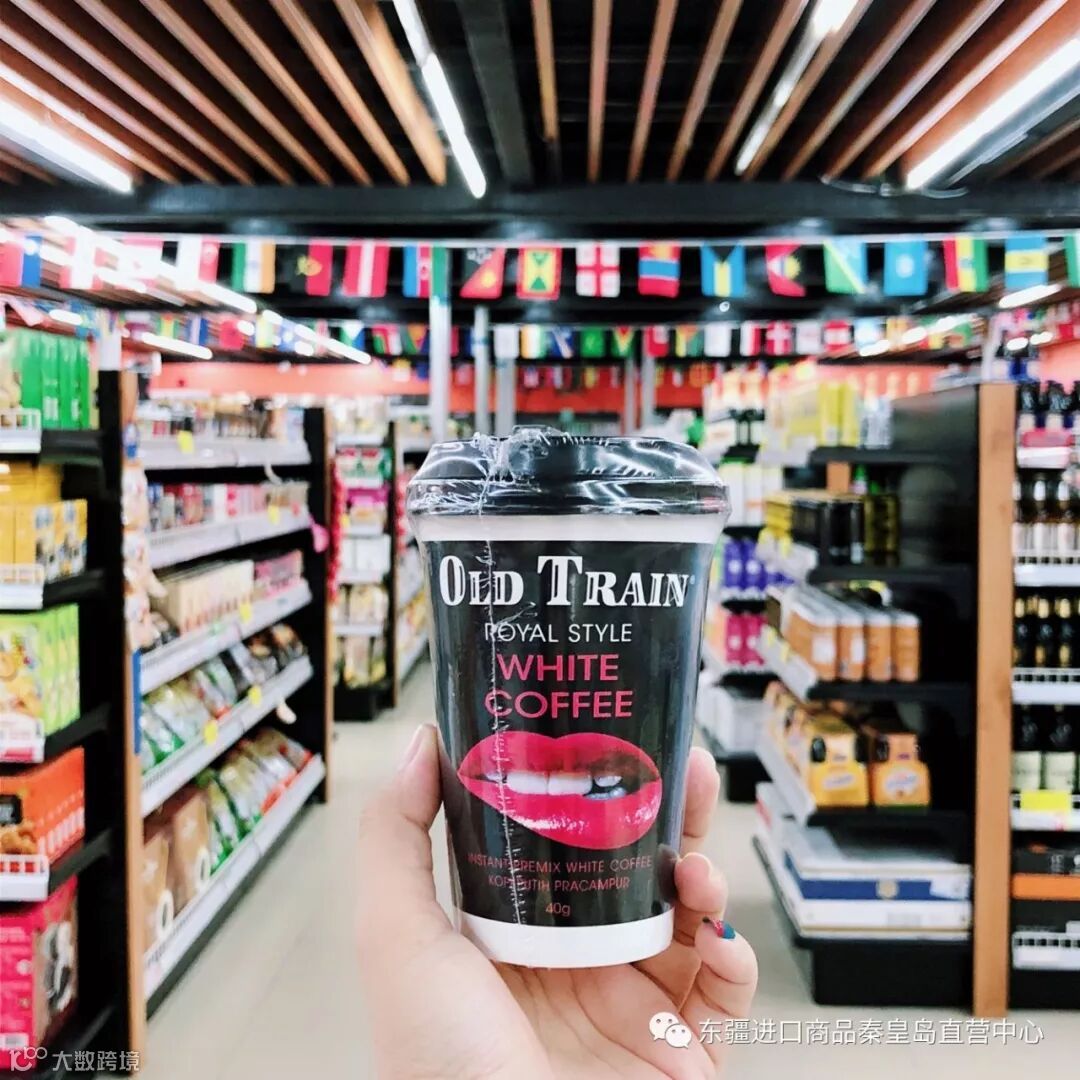 OLD TRAIN®
ROYAL STYLE
WHITE
COFFEE
INSTANT PREMIX WHITE COFFEE
KOPI PUTIH PRACAMPUR
40g
东疆进口商品秦皇岛直营中心
大数跨境